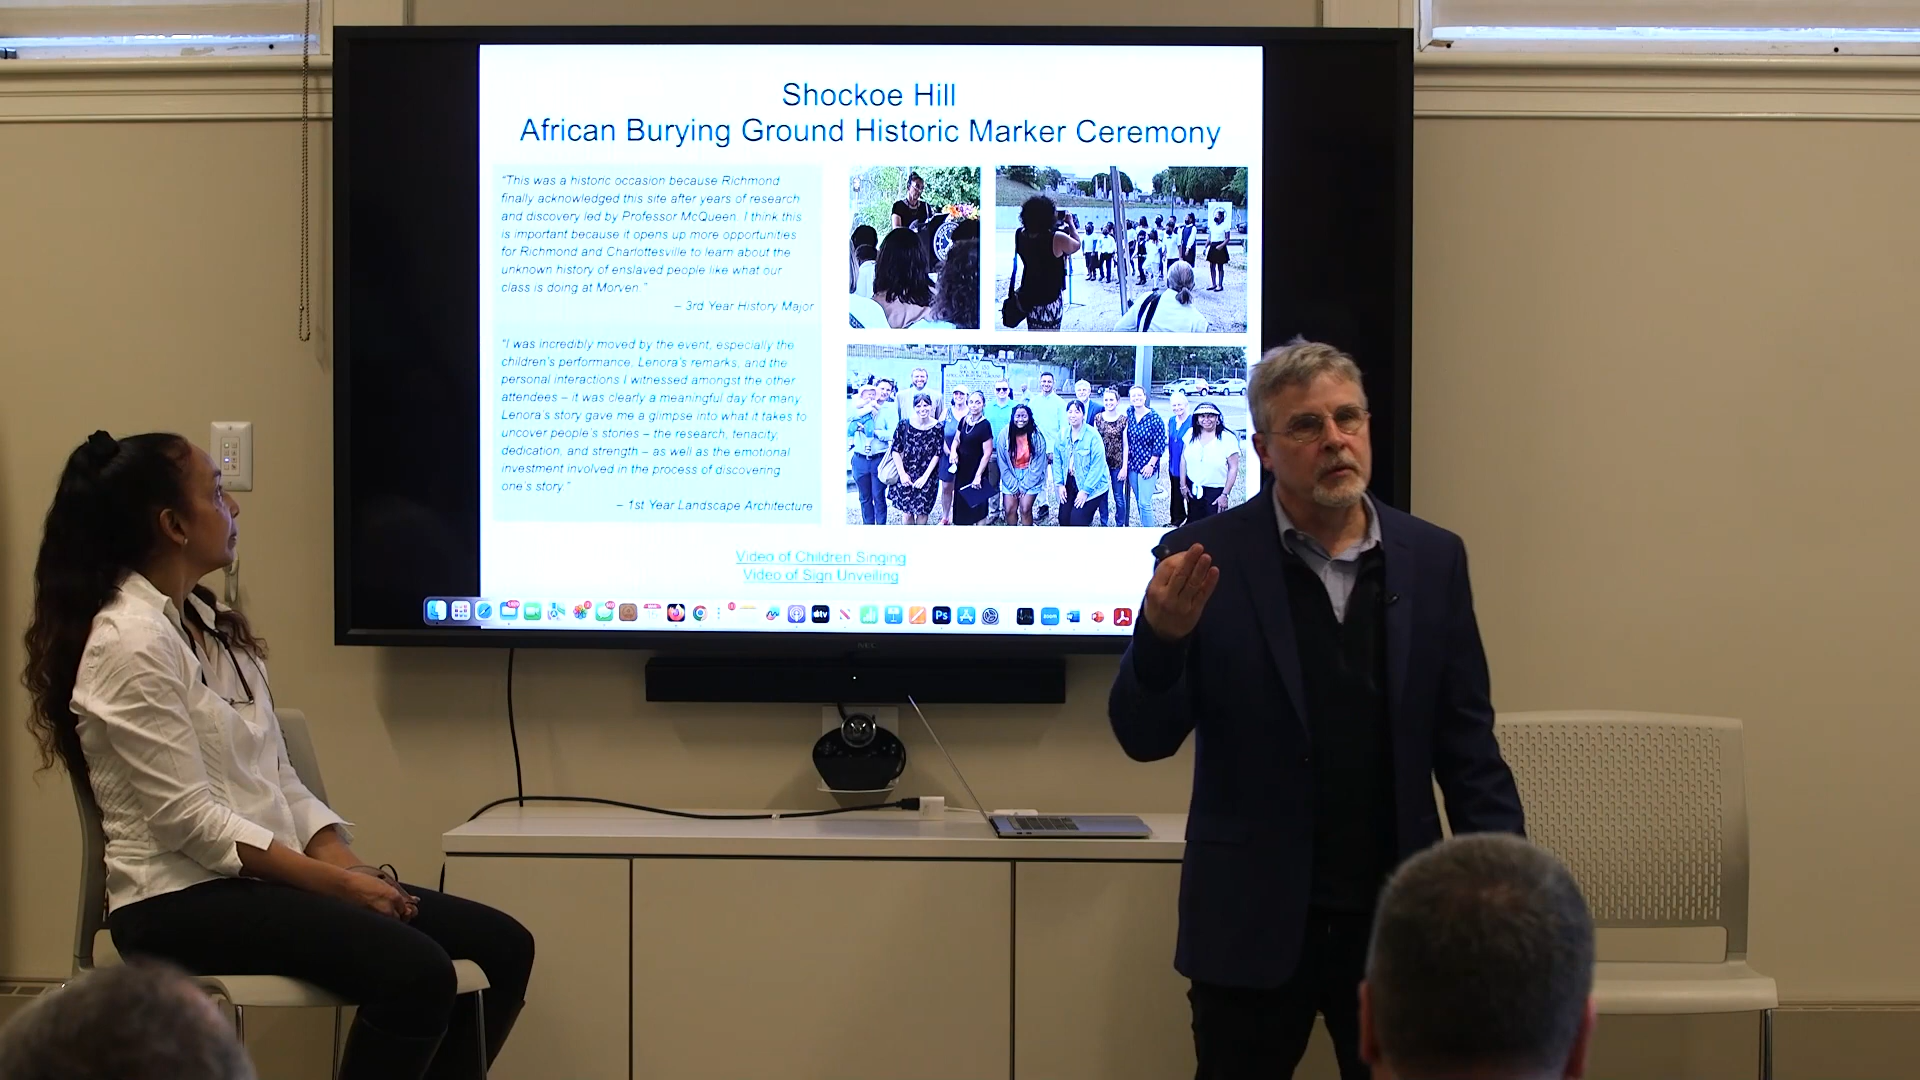 Shockoe Hill
African Burying Ground Historic Marker Ceremony
"This was a historic occasion because Richmond
finally acknowledged this site after years of research
and discovery led by Professor McQueen. I think this
is important because it opens up more opportunities
for Richmond and Charlottesville to learn about the
unknown history of enslaved people like what our
class is doing at Morven."
– 3rd Year History Major
"I was incredibly moved by the event, especially the
children's performance, Lenora's remarks, and the
personal interactions I witnessed amongst the other
attendees – it was clearly a meaningful day for many.
Lenora's story gave me a glimpse into what it takes to
uncover people's stories – the research, tenacity,
dedication, and strength – as well as the emotional
investment involved in the process of discovering
one's story."
– 1st Year Landscape Architecture
Video of Children Singing
Video of Sign Unveiling
tv
Ps
zoom
NEC